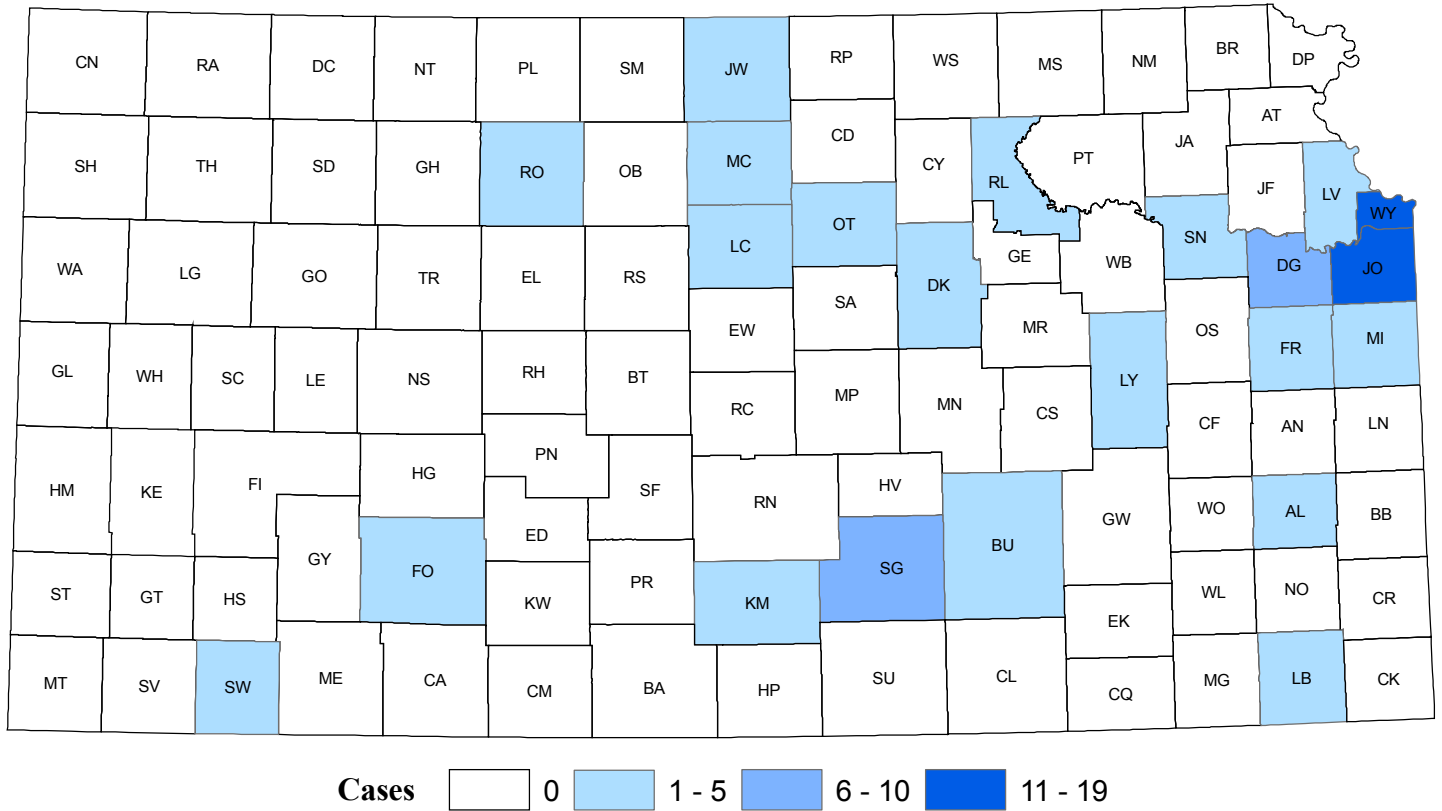 CN RA DC NT PL SM JW RP WS MS NM BR DP
SH TH SD GH RO OB MC CD CY RL PT JA AT JF LV WY
WA LG GO TR EL RS LC OT DK GE WB SN DG JO
GL WH SC LE NS RH BT EW SA MR OS FR MI
RC MP MN CS LY CF AN LN
HM KE FI HG PN SF RN HV GW WO AL BB
GY FO ED PR KM SG BU
ST GT HS KW EK WL NO CR
MT SV SW ME CA CM BA HP SU CL CQ MG LB CK
Cases 0 1 - 5 6 - 10 11 - 19